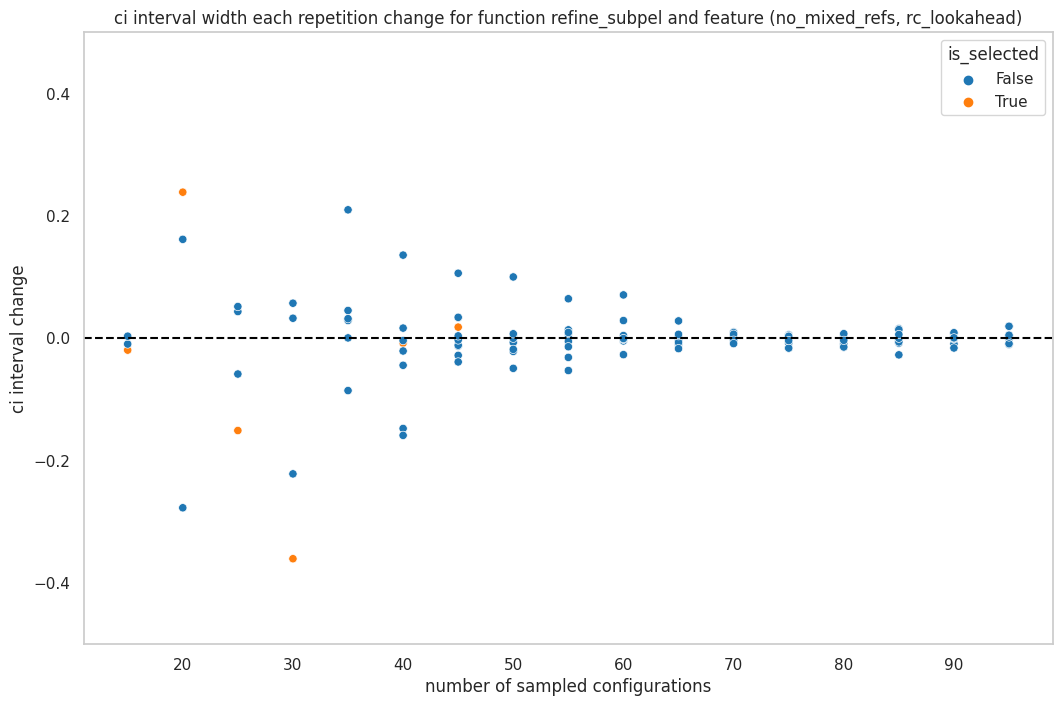 ci interval width each repetition change for function refine_subpel and feature (no_mixed_refs, rc_lookahead)
is_selected
False
True
ci interval change
0.4
0.2
0.0
−0.2
−0.4
20 30 40 50 60 70 80 90
number of sampled configurations